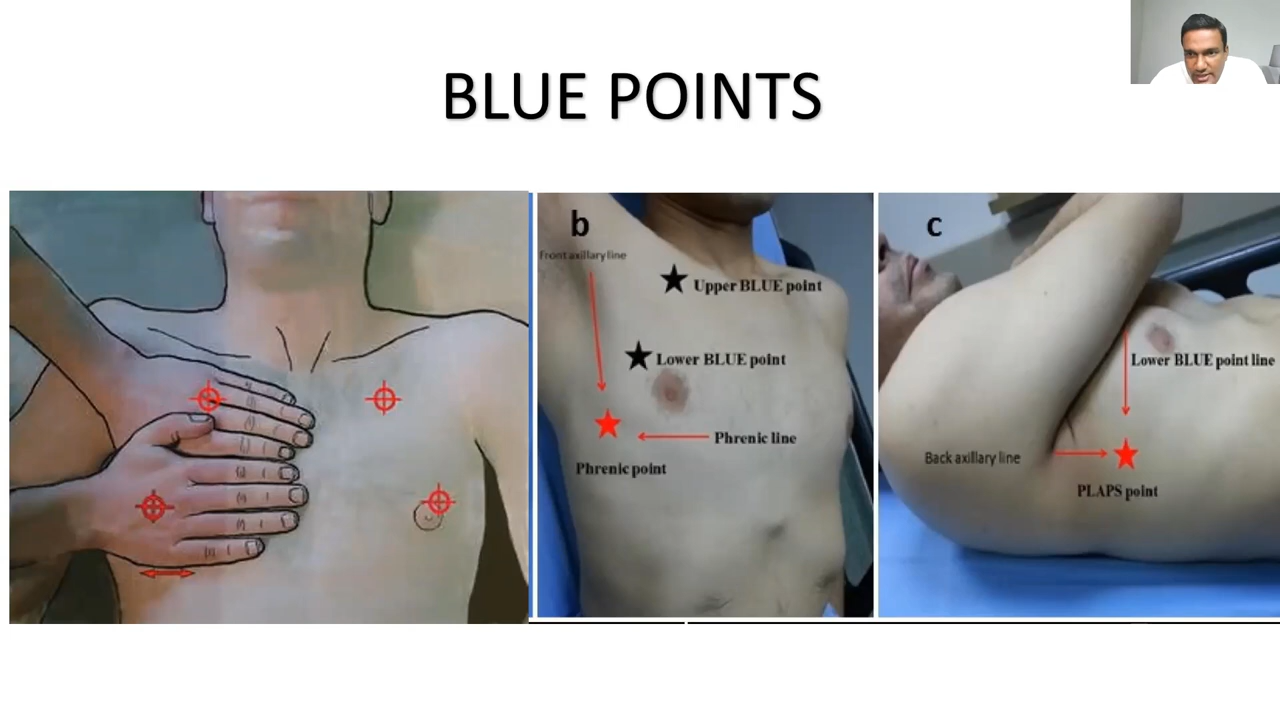 BLUE POINTS
b
Front axillary line
Upper BLUE point
Lower BLUE point
Phrenic line
Phrenic point
c
Lower BLUE point line
Back axillary line
PLAPS point